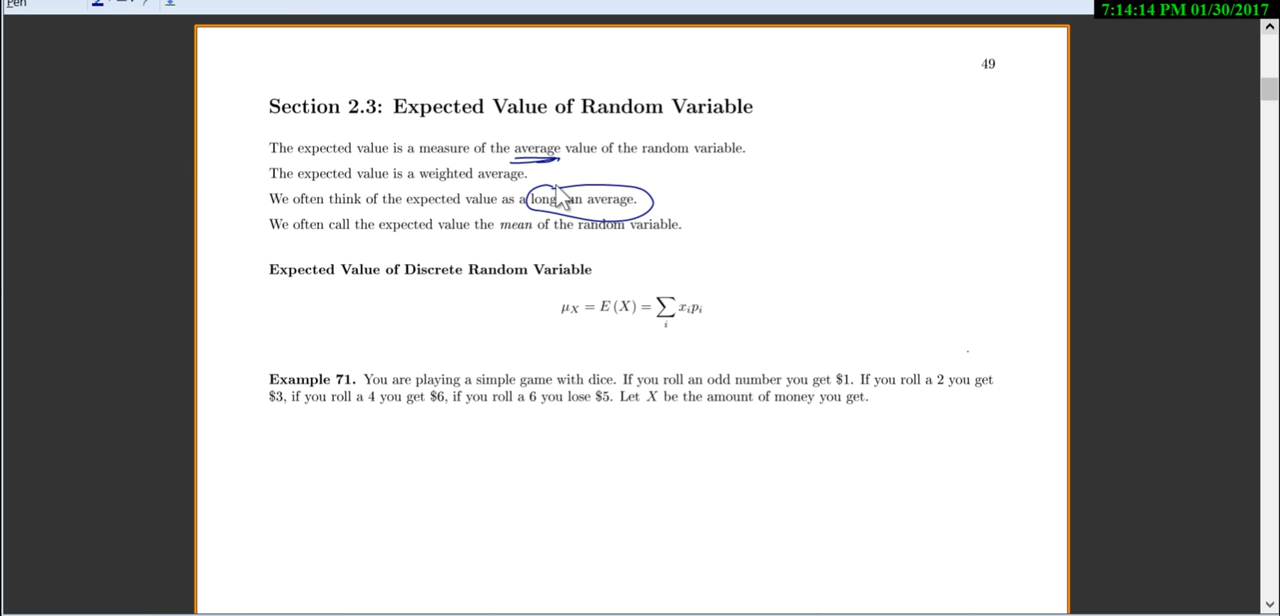 Pen
7:14:14 PM 01/30/2017
49
Section 2.3: Expected Value of Random Variable
The expected value is a measure of the average value of the random variable.
The expected value is a weighted average.
We often think of the expected value as a long average.
We often call the expected value the mean of the random variable.
Expected Value of Discrete Random Variable
μX = E (X) = ∑i xipi
Example 71. You are playing a simple game with dice. If you roll an odd number you get $1. If you roll a 2 you get
$3, if you roll a 4 you get $6, if you roll a 6 you lose $5. Let X be the amount of money you get.